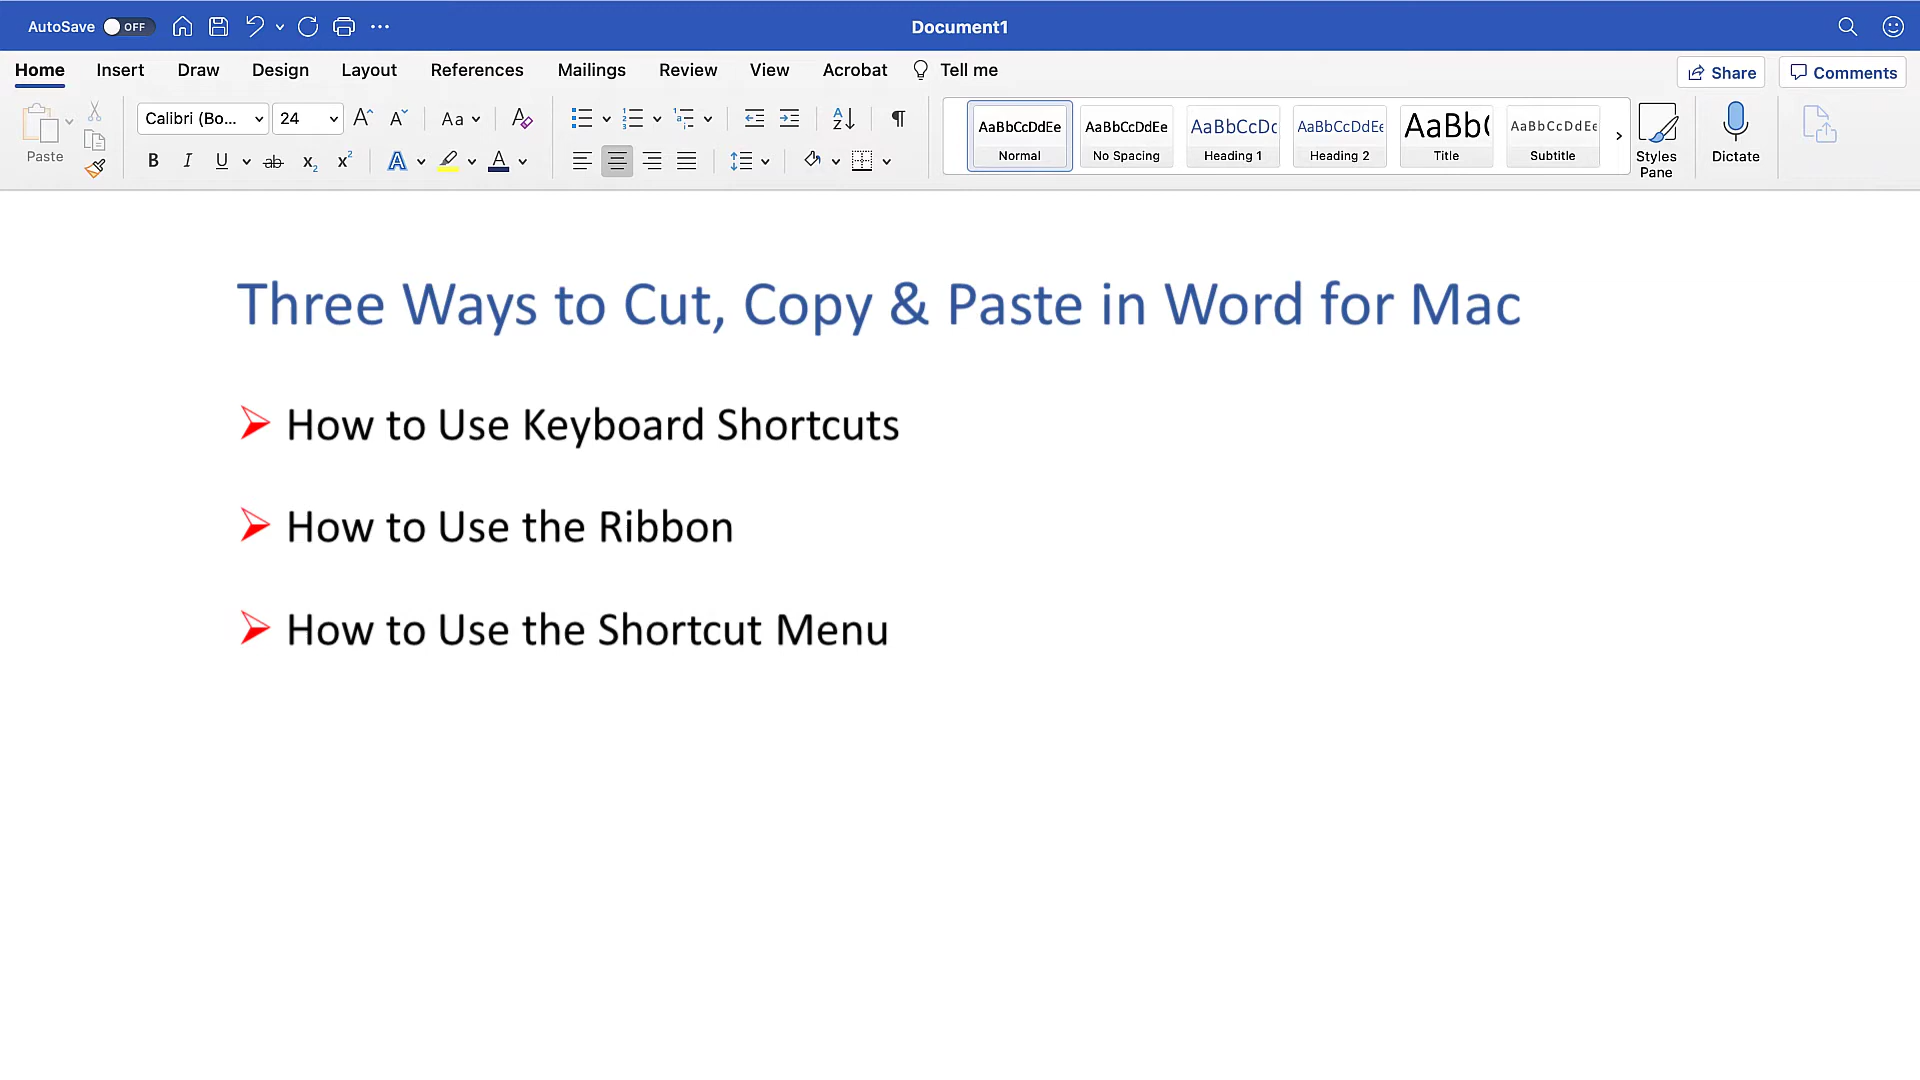 AutoSave OFF Document1
Home Insert Draw Design Layout References Mailings Review View Acrobat Tell me Share Comments
Calibri (Bo... 24 Aa
Paste
B I U ab x₂ x² A A
AaBbCcDdEe AaBbCcDdEe AaBbCcDc AaBbCcDdEe AaBb( AaBbCcDdEe
Normal No Spacing Heading 1 Heading 2 Title Subtitle
Styles Pane
Dictate
Three Ways to Cut, Copy & Paste in Word for Mac
➢ How to Use Keyboard Shortcuts
➢ How to Use the Ribbon
➢ How to Use the Shortcut Menu